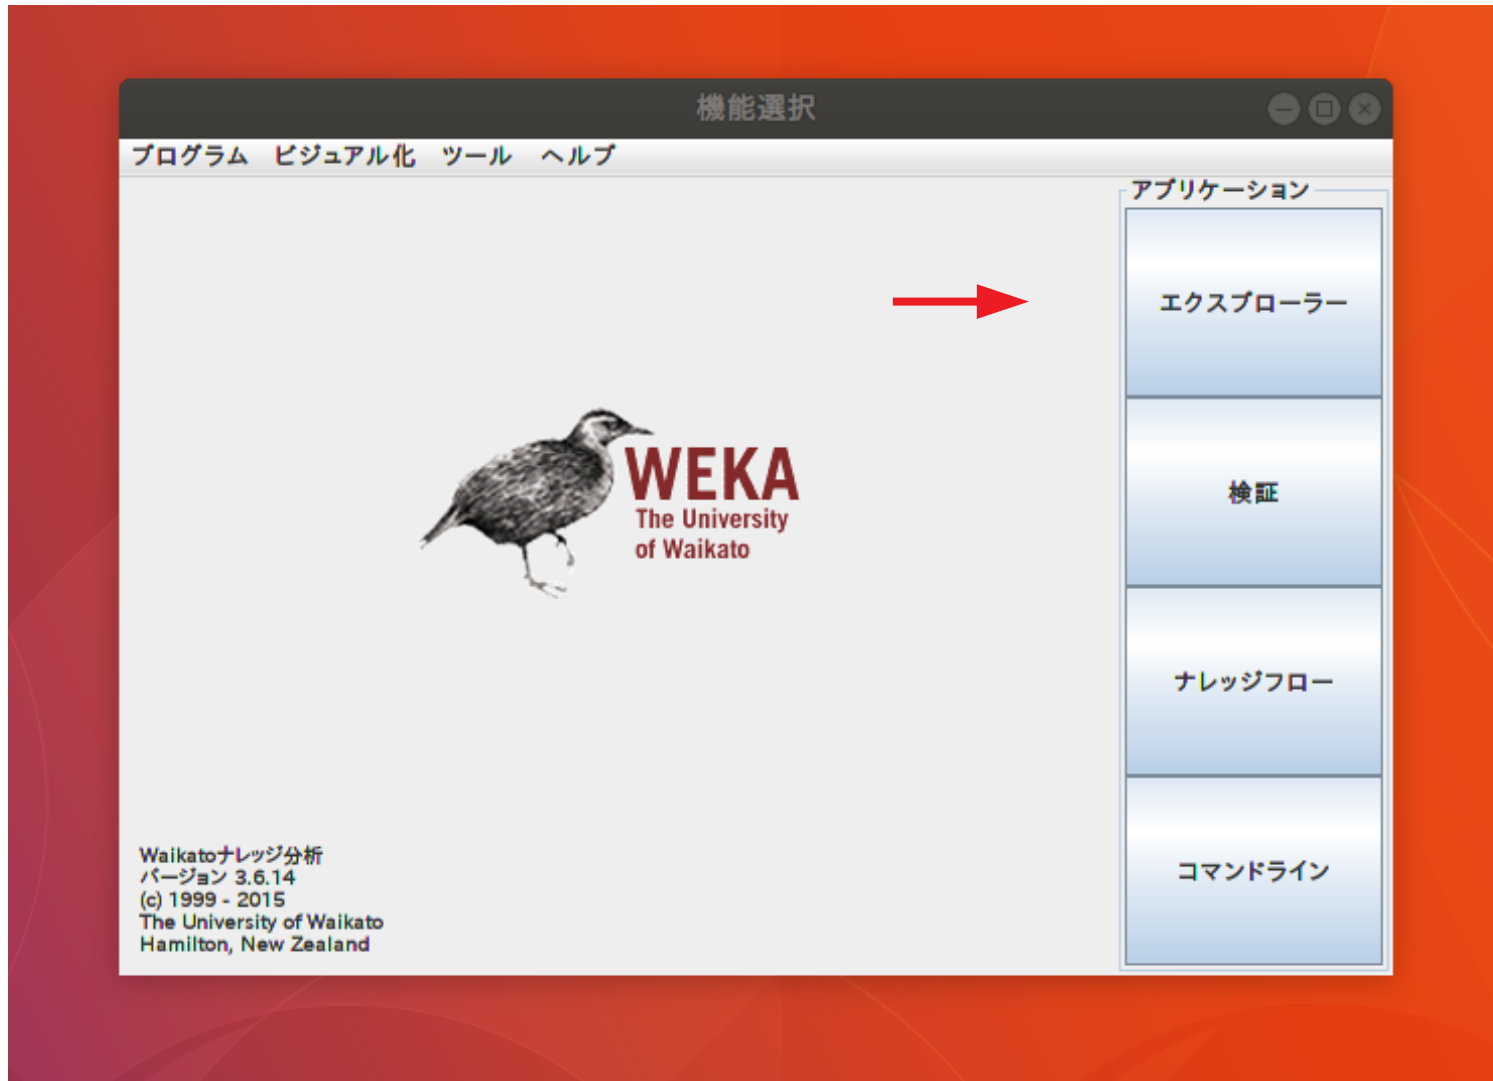 機能選択
プログラム ビジュアル化 ツール ヘルプ
アプリケーション
エクスプローラー
検証
ナレッジフロー
コマンドライン
WEKA
The University
of Waikato
Waikatoナレッジ分析
バージョン 3.6.14
(c) 1999 - 2015
The University of Waikato
Hamilton, New Zealand